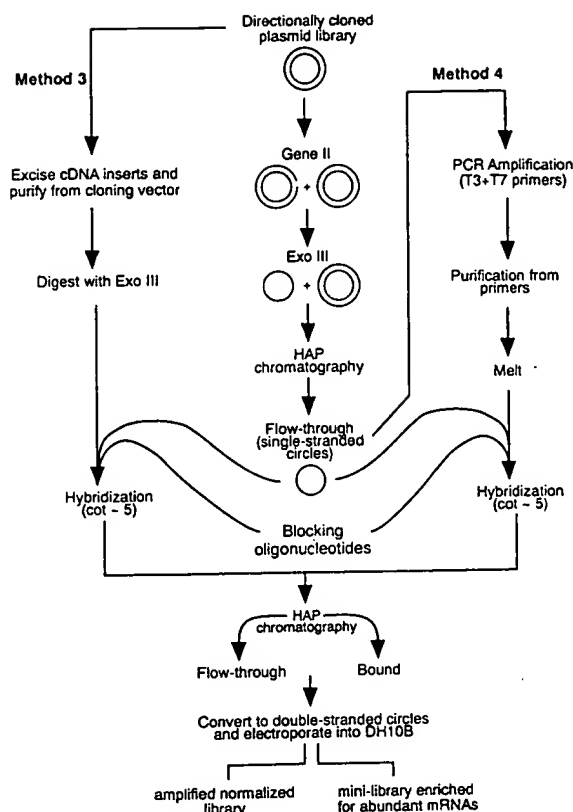 Directionally cloned
plasmid library
Method 3
Method 4
Gene II
+
Excise cDNA inserts and
purify from cloning vector
PCR Amplification
(T3+T7 primers)
Exo III
+
Digest with Exo III
Purification from
primers
HAP
chromatography
Melt
Flow-through
(single-stranded
circles)
Hybridization
(cot ~ 5)
Hybridization
(cot ~ 5)
Blocking
oligonucleotides
HAP
chromatography
Flow-through
Bound
Convert to double-stranded circles
and electroporate into DH10B
amplified normalized
library
mini-library enriched
for abundant mRNAs